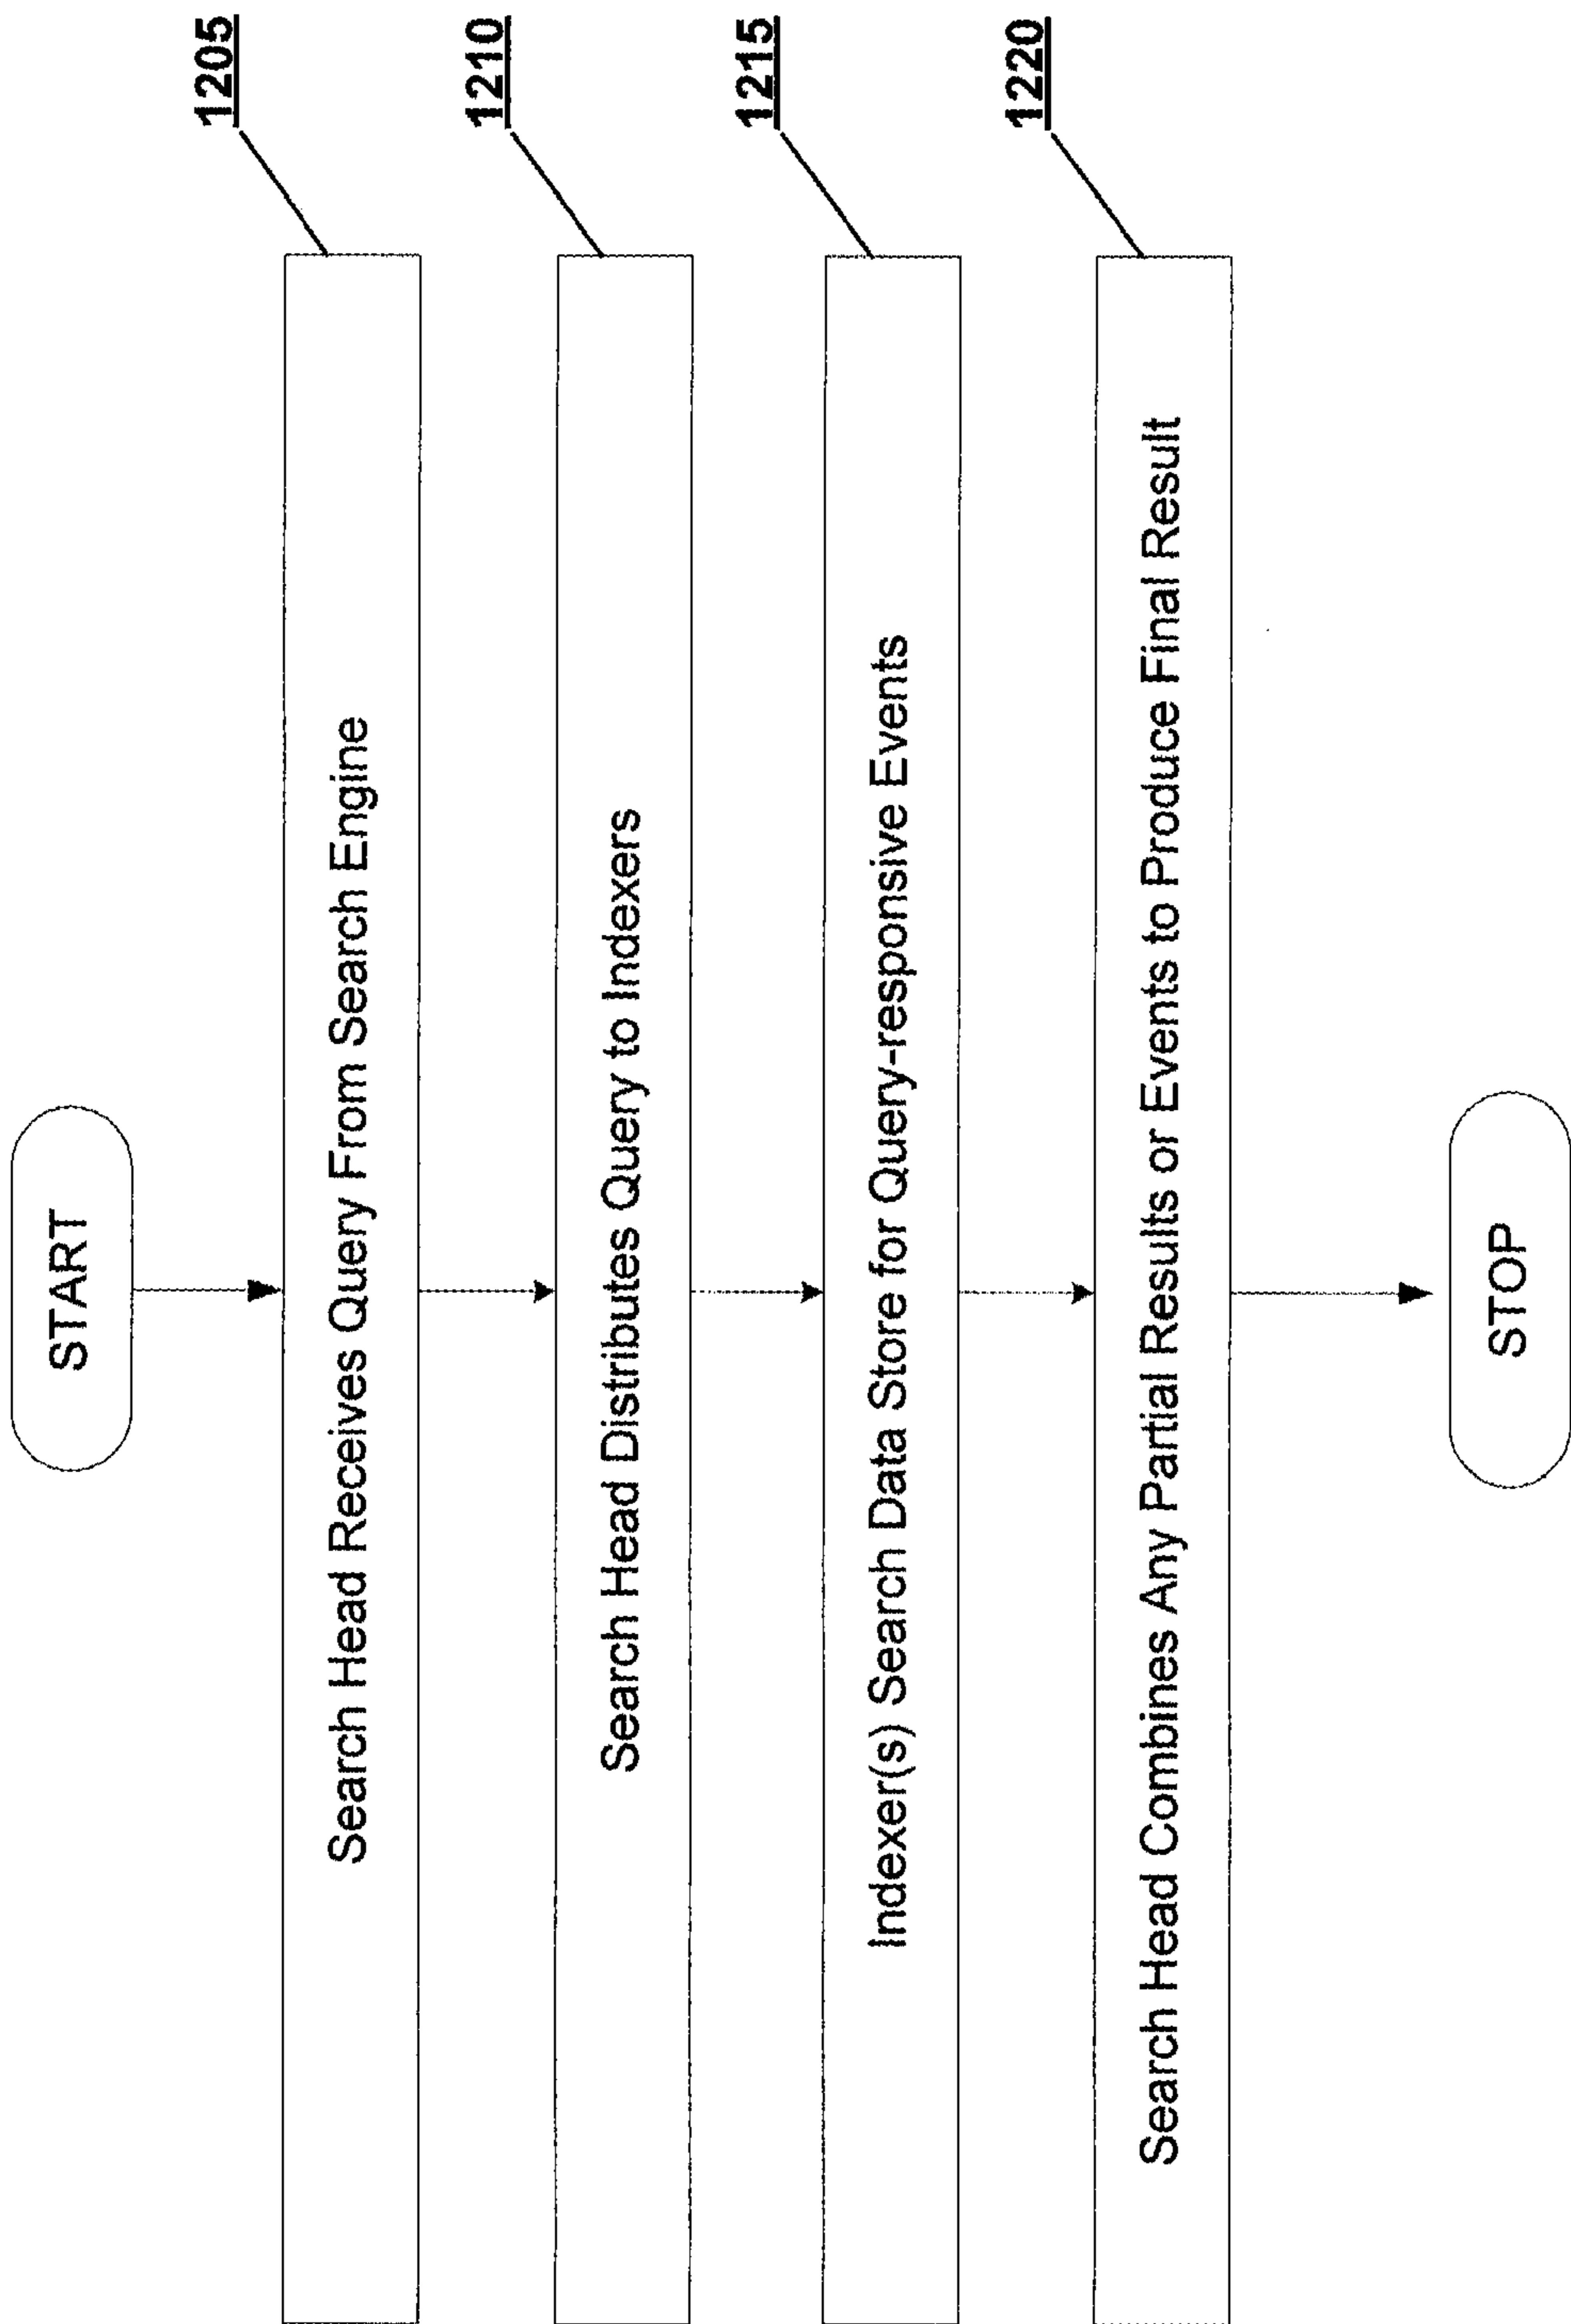 START
1205
Search Head Receives Query From Search Engine
1210
Search Head Distributes Query to Indexers
1215
Indexer(s) Search Data Store for Query-responsive Events
1220
Search Head Combines Any Partial Results or Events to Produce Final Result
STOP